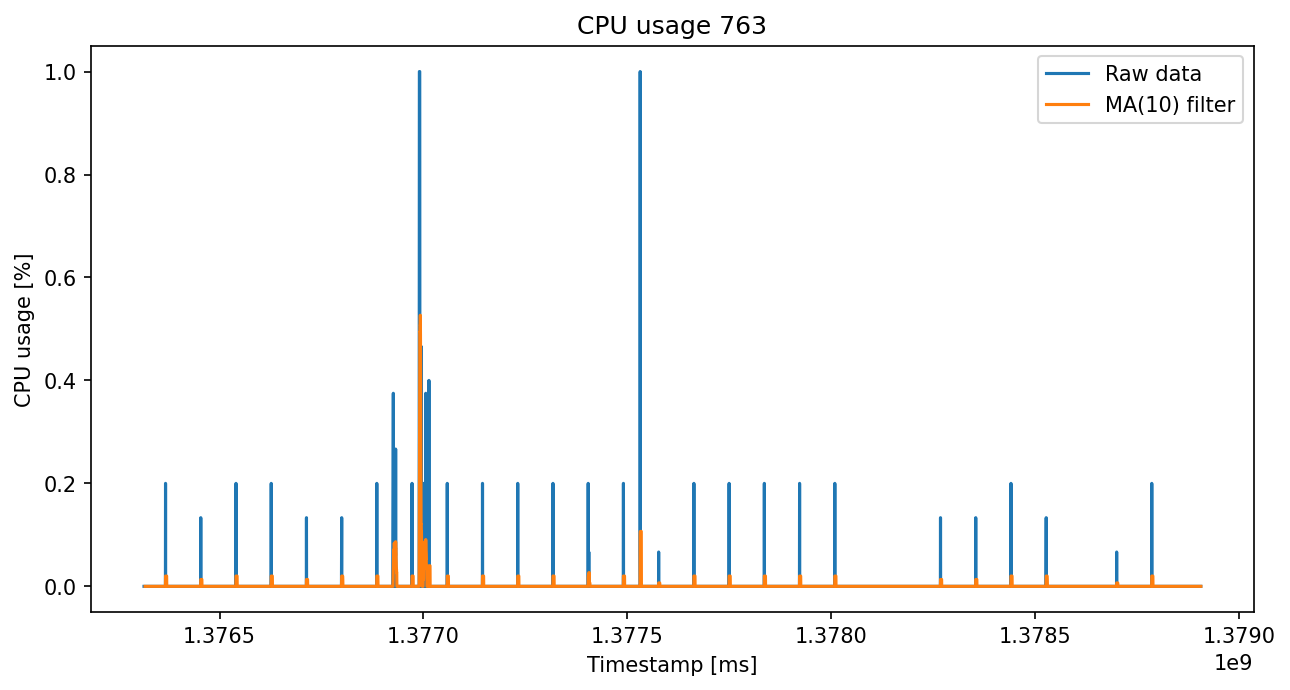 CPU usage 763
Raw data
MA(10) filter
CPU usage [%]
1.0
0.8
0.6
0.4
0.2
0.0
1.3765 1.3770 1.3775 1.3780 1.3785 1.3790
1e9
Timestamp [ms]